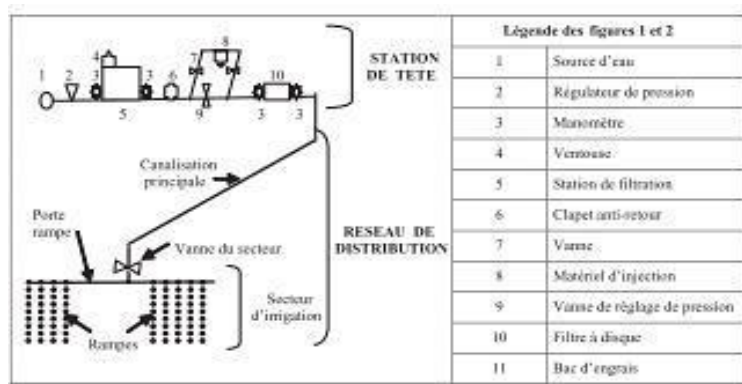 4
8
7
7
1
2
3
3
6
10
5
9
3
3
STATION
DE TETE
Canalisation
principale
Porte
rampe
RESEAU DE
DISTRIBUTION
Vanne du secteur
Secteur
d'irrigation
Rampes
Légende des figures 1 et 2
1 Source d'eau
2 Régulateur de pression
3 Manomètre
4 Ventouse
5 Station de filtration
6 Clapet anti-retour
7 Vanne
8 Matériel d'injection
9 Vanne de réglage de pression
10 Filtre à disque
11 Bac d'engrais